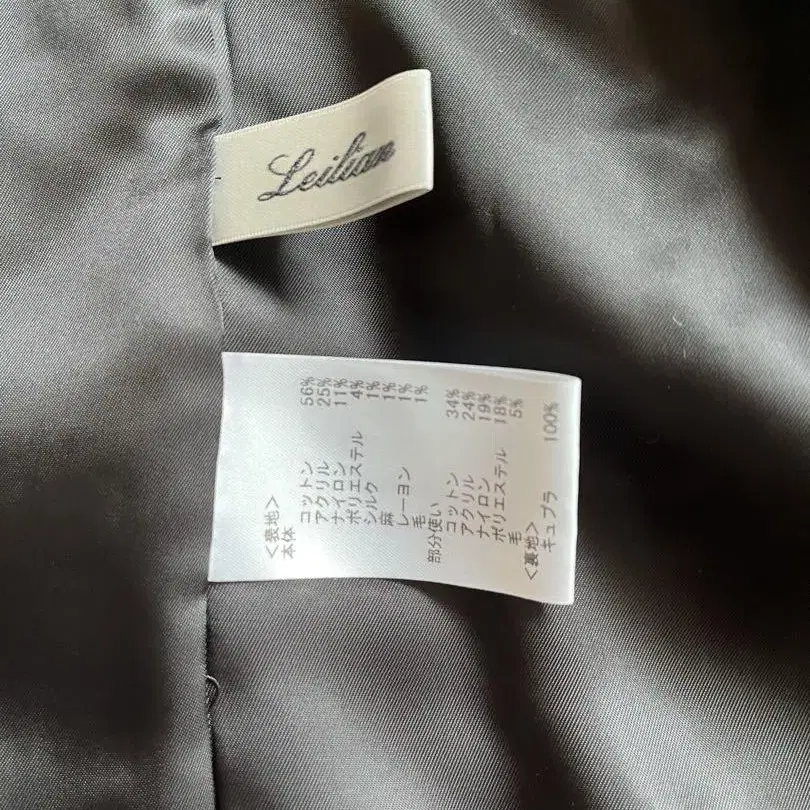 Leilian
<表地>
本体
コットン 56%
アクリル 25%
ナイロン 11%
ポリエステル 4%
シルク 1%
麻 1%
レーヨン 1%
毛 1%
部分使い
コットン 34%
アクリル 24%
ナイロン 19%
ポリエステル 18%
毛 5%
<裏地>
キュプラ 100%